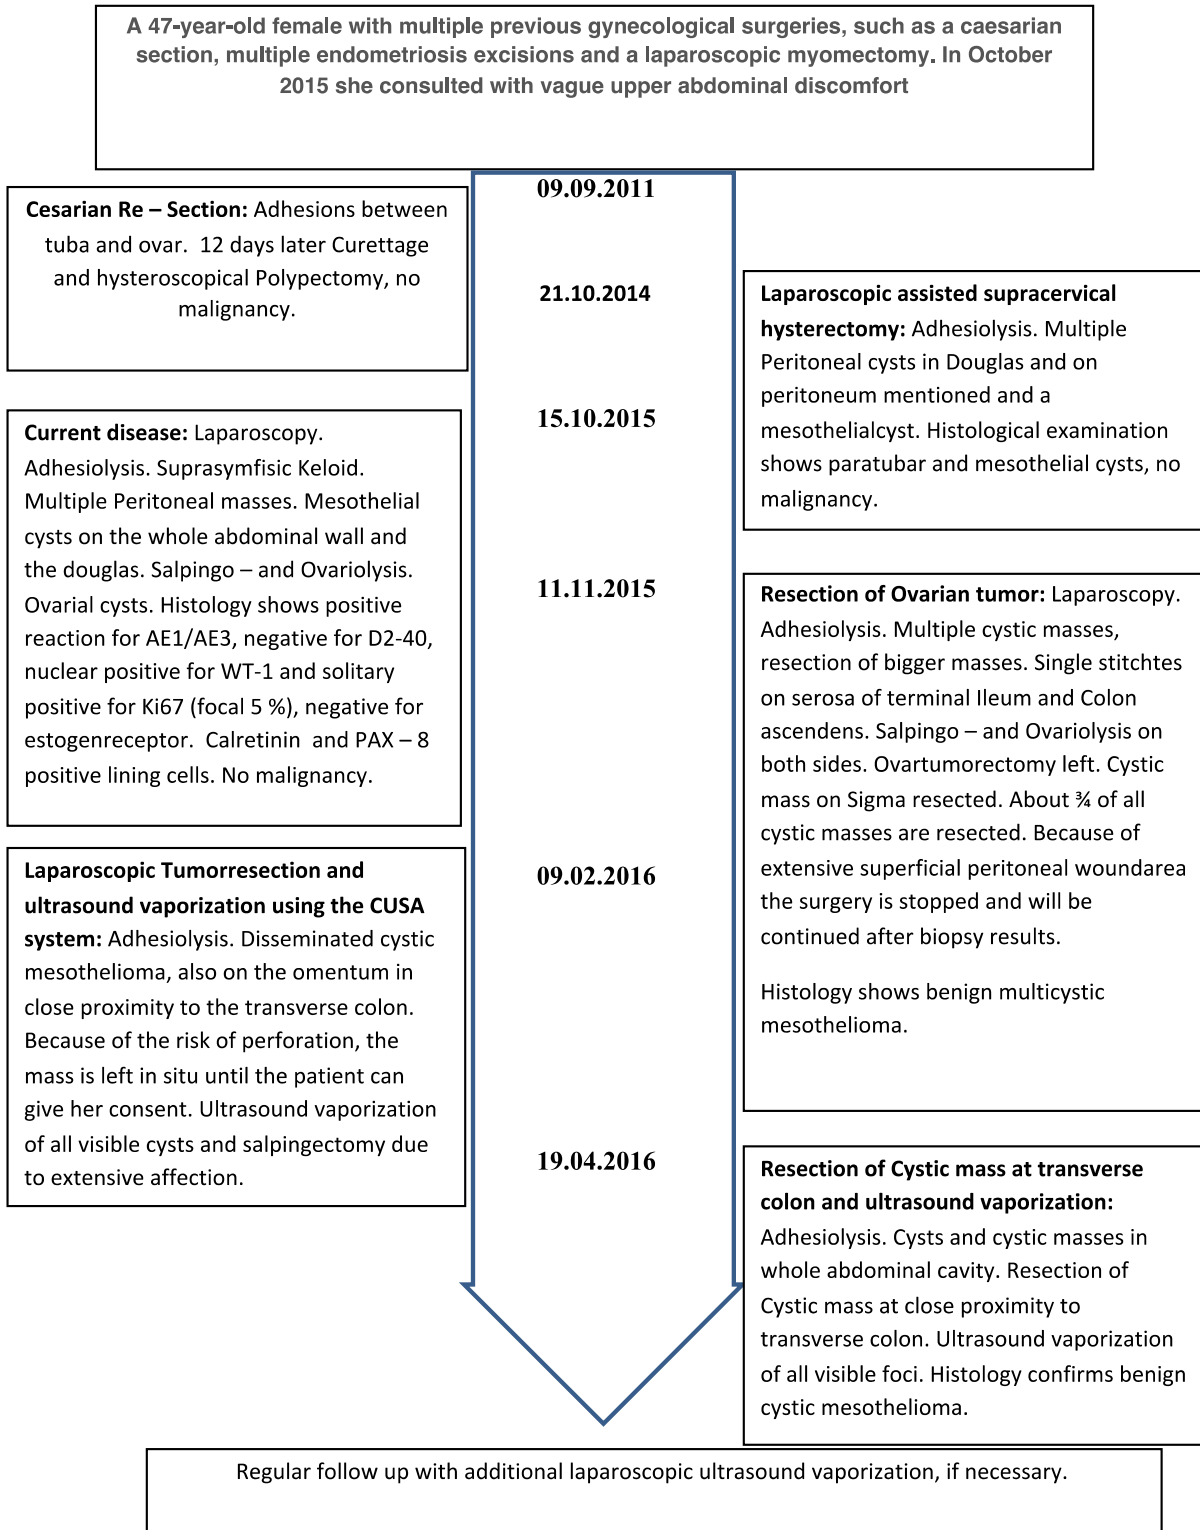 A 47-year-old female with multiple previous gynecological surgeries, such as a caesarian
section, multiple endometriosis excisions and a laparoscopic myomectomy. In October
2015 she consulted with vague upper abdominal discomfort
09.09.2011
Cesarian Re – Section: Adhesions between
tuba and ovar. 12 days later Curettage
and hysteroscopical Polypectomy, no
malignancy.
21.10.2014
Laparoscopic assisted supracervical
hysterectomy: Adhesiolysis. Multiple
Peritoneal cysts in Douglas and on
peritoneum mentioned and a
mesothelialcyst. Histological examination
shows paratubar and mesothelial cysts, no
malignancy.
15.10.2015
Current disease: Laparoscopy.
Adhesiolysis. Suprasymfisic Keloid.
Multiple Peritoneal masses. Mesothelial
cysts on the whole abdominal wall and
the douglas. Salpingo – and Ovariolysis.
Ovarial cysts. Histology shows positive
reaction for AE1/AE3, negative for D2-40,
nuclear positive for WT-1 and solitary
positive for Ki67 (focal 5 %), negative for
estogenreceptor. Calretinin and PAX – 8
positive lining cells. No malignancy.
11.11.2015
Resection of Ovarian tumor: Laparoscopy.
Adhesiolysis. Multiple cystic masses,
resection of bigger masses. Single stitchtes
on serosa of terminal Ileum and Colon
ascendens. Salpingo – and Ovariolysis on
both sides. Ovartumorectomy left. Cystic
mass on Sigma resected. About ¾ of all
cystic masses are resected. Because of
extensive superficial peritoneal woundarea
the surgery is stopped and will be
continued after biopsy results.
Histology shows benign multicystic
mesothelioma.
09.02.2016
Laparoscopic Tumorresection and
ultrasound vaporization using the CUSA
system: Adhesiolysis. Disseminated cystic
mesothelioma, also on the omentum in
close proximity to the transverse colon.
Because of the risk of perforation, the
mass is left in situ until the patient can
give her consent. Ultrasound vaporization
of all visible cysts and salpingectomy due
to extensive affection.
19.04.2016
Resection of Cystic mass at transverse
colon and ultrasound vaporization:
Adhesiolysis. Cysts and cystic masses in
whole abdominal cavity. Resection of
Cystic mass at close proximity to
transverse colon. Ultrasound vaporization
of all visible foci. Histology confirms benign
cystic mesothelioma.
Regular follow up with additional laparoscopic ultrasound vaporization, if necessary.